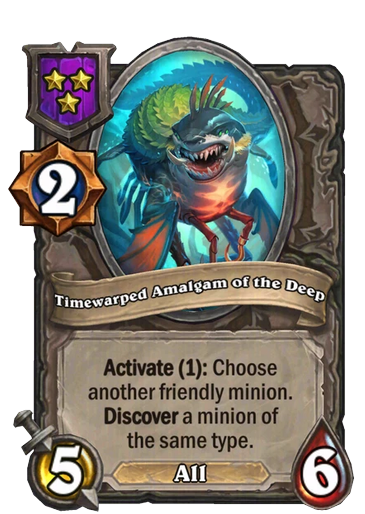 2
Timewarped Amalgam of the Deep
Activate (1): Choose
another friendly minion.
Discover a minion of
the same type.
5
All
6